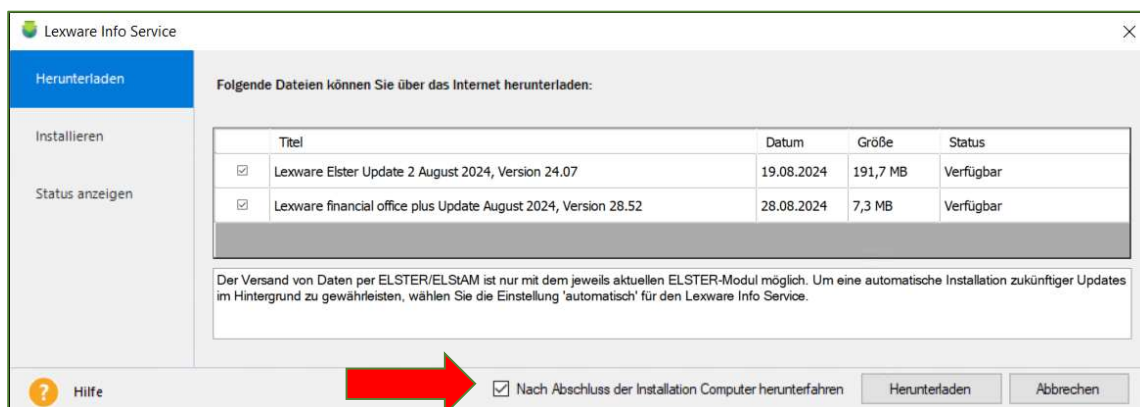 Lexware Info Service
Herunterladen
Installieren
Status anzeigen
Folgende Dateien können Sie über das Internet herunterladen:
Titel Datum Größe Status
Lexware Elster Update 2 August 2024, Version 24.07 19.08.2024 191,7 MB Verfügbar
Lexware financial office plus Update August 2024, Version 28.52 28.08.2024 7,3 MB Verfügbar
Der Versand von Daten per ELSTER/ELStAM ist nur mit dem jeweils aktuellen ELSTER-Modul möglich. Um eine automatische Installation zukünftiger Updates
im Hintergrund zu gewährleisten, wählen Sie die Einstellung 'automatisch' für den Lexware Info Service.
? Hilfe
Nach Abschluss der Installation Computer herunterfahren
Herunterladen
Abbrechen